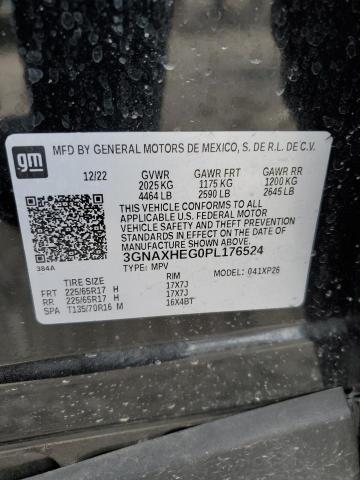 gm
MFD BY GENERAL MOTORS DE MEXICO, S. DE R.L. DE C.V.
12/22 GVWR GAWR FRT GAWR RR
2025 KG 1175 KG 1200 KG
4464 LB 2590 LB 2645 LB
THIS VEHICLE CONFORMS TO ALL APPLICABLE
U.S. FEDERAL MOTOR
VEHICLE SAFETY AND THEFT PREVENTION
STANDARDS IN EFFECT ON THE DATE OF
MANUFACTURE SHOWN ABOVE.
3GNAXHEG0PL176524
384A
TYPE: MPV MODEL: 041XP26
TIRE SIZE RIM
FRT 225/65R17 H 17X7J
RR 225/65R17 H 17X7J
SPA T135/70R16 M 16X4BT